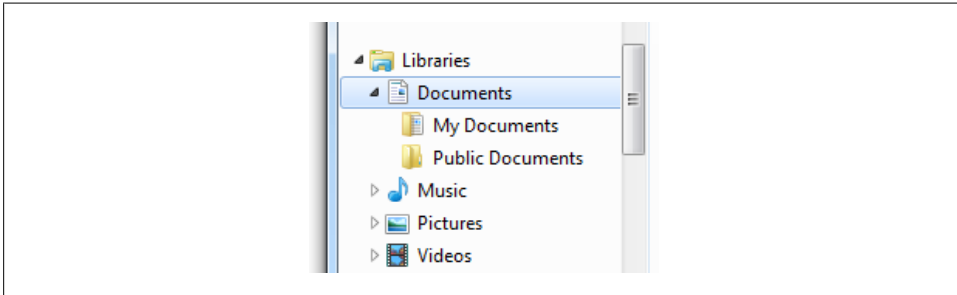 Libraries
Documents
My Documents
Public Documents
Music
Pictures
Videos